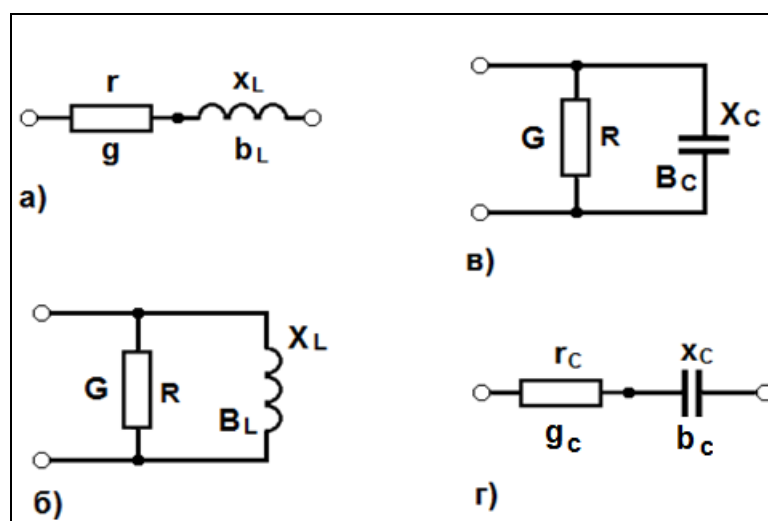 r
x_L
g
b_L
а)
G
R
X_L
B_L
б)
G
R
X_C
B_C
в)
r_C
x_C
g_c
b_c
г)